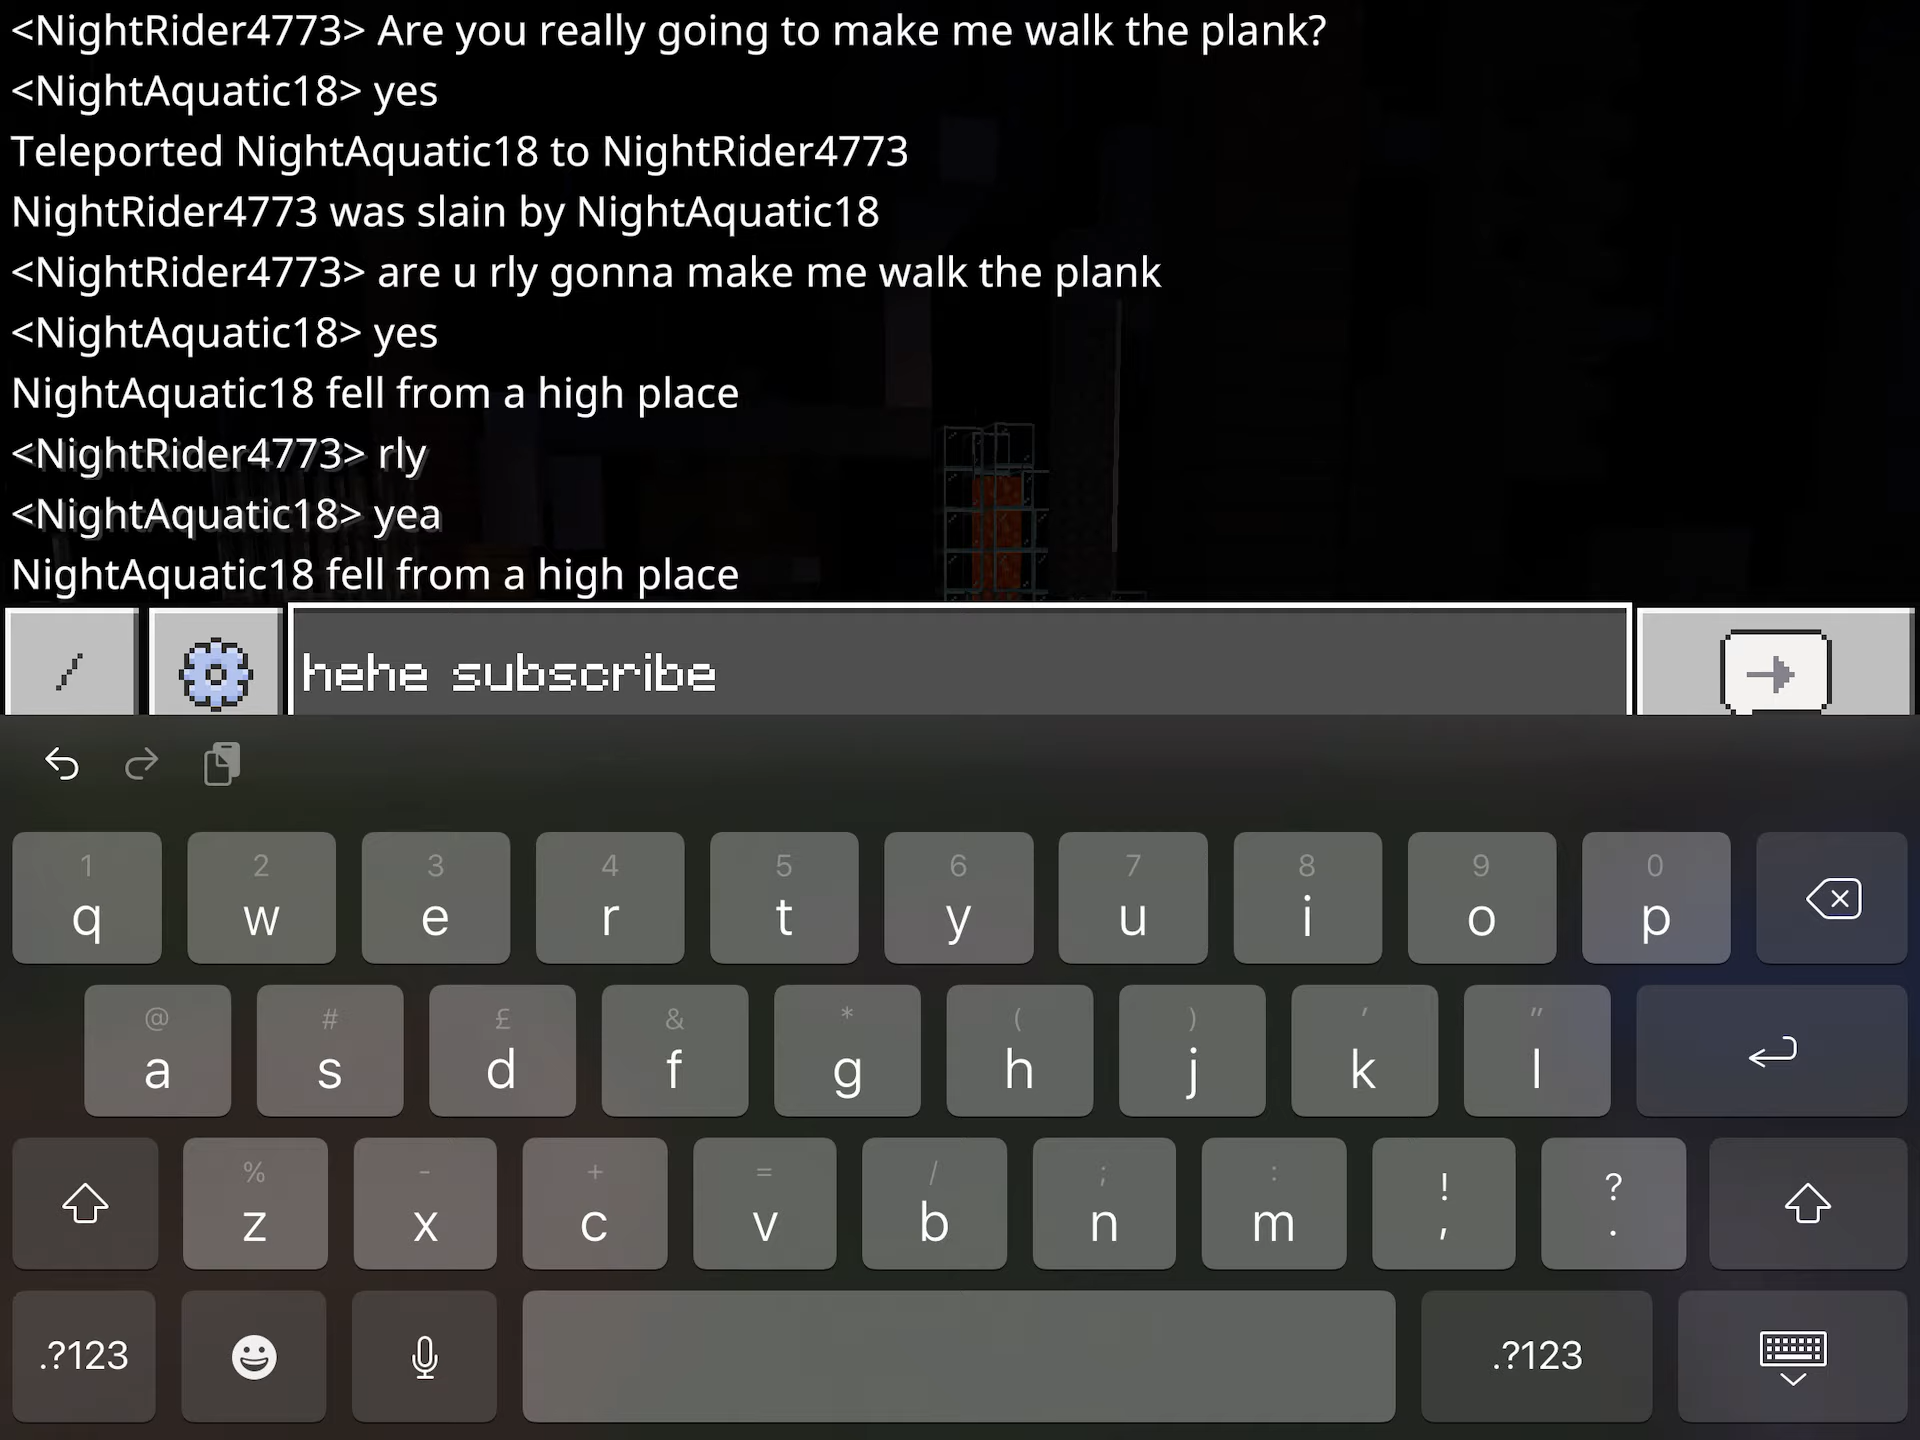 <NightRider4773> Are you really going to make me walk the plank?
<NightAquatic18> yes
Teleported NightAquatic18 to NightRider4773
NightRider4773 was slain by NightAquatic18
<NightRider4773> are u rly gonna make me walk the plank
<NightAquatic18> yes
NightAquatic18 fell from a high place
<NightRider4773> rly
<NightAquatic18> yea
NightAquatic18 fell from a high place
/ hehe subscribe
1 2 3 4 5 6 7 8 9 0
q w e r t y u i o p
@ # £ & * ( ) ' "
a s d f g h j k l
% - + = / ; : ! ?
z x c v b n m , .
.?123 .?123